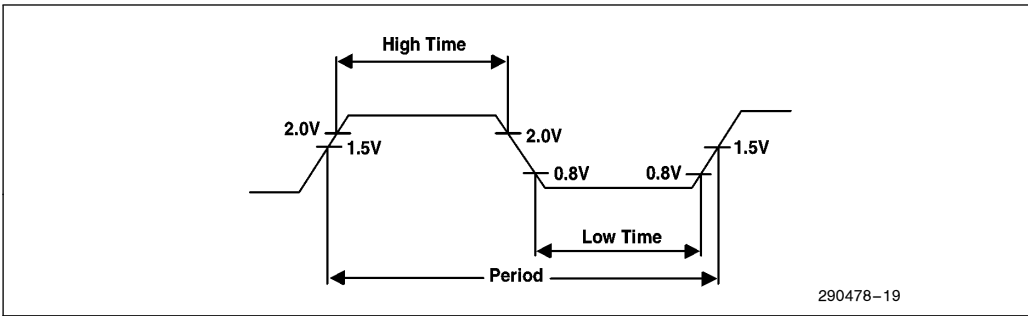 High Time
2.0V
1.5V
2.0V
1.5V
0.8V
0.8V
Low Time
Period
290478–19